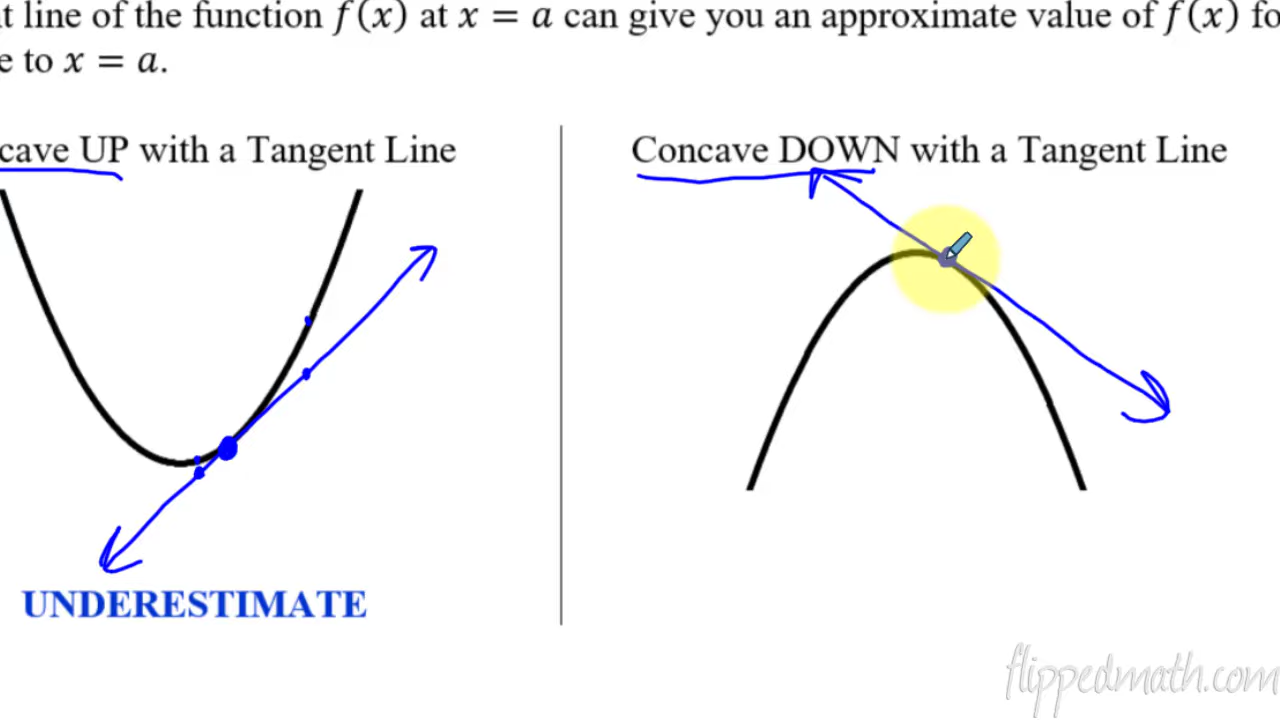 t line of the function f(x) at x = a can give you an approximate value of f(x) fo
e to x = a.
cave UP with a Tangent Line
Concave DOWN with a Tangent Line
UNDERESTIMATE
flippedmath.com